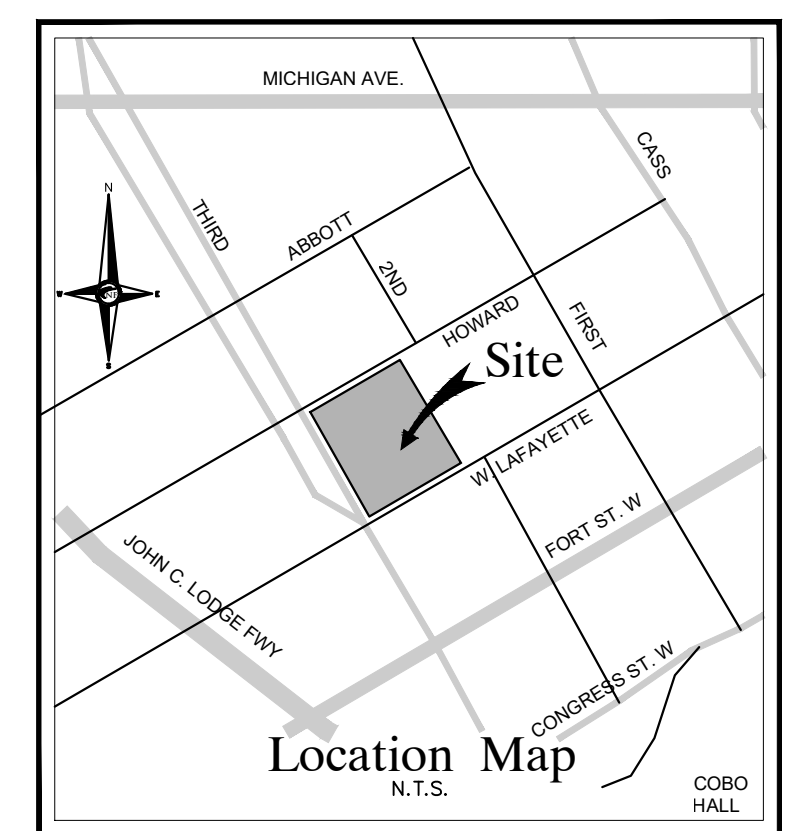 MICHIGAN AVE.
CASS
N
THIRD
ABBOTT
2ND
W
E
S
HOWARD
FIRST
Site
W. LAFAYETTE
FORT ST. W
JOHN C. LODGE FWY
CONGRESS ST. W
Location Map
N.T.S.
COBO
HALL